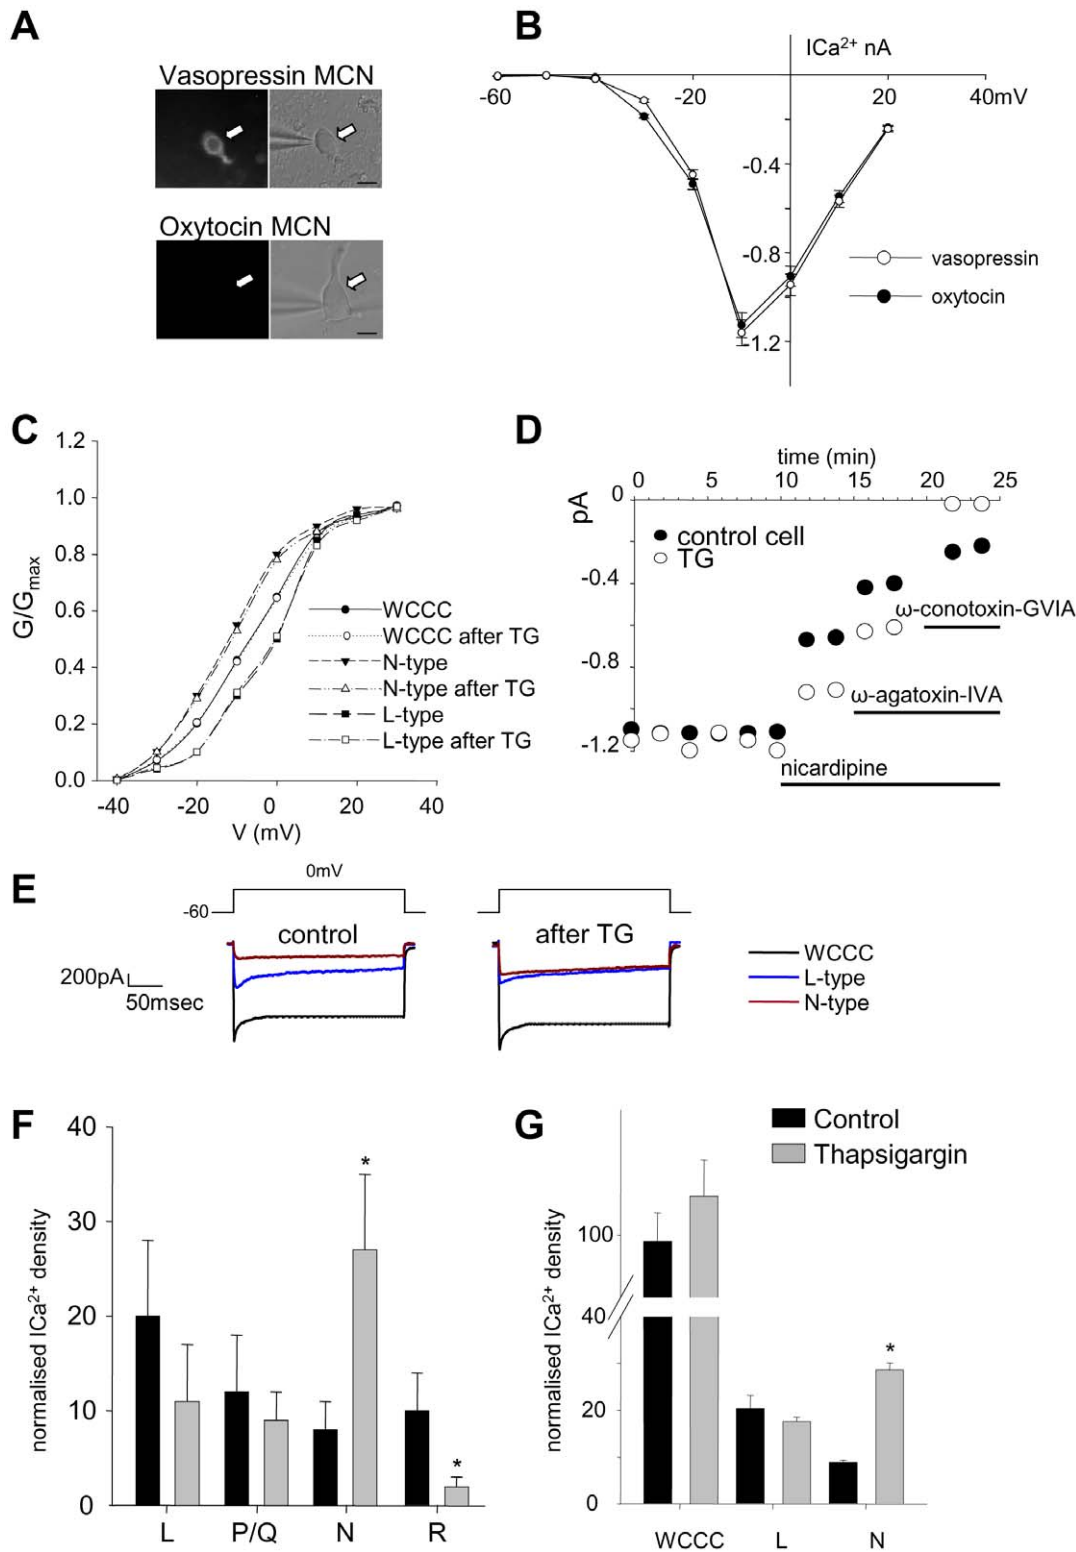 A
Vasopressin MCN
Oxytocin MCN
B
ICa²⁺ nA
-60 -20 20 40mV
-0.4
-0.8
-1.2
vasopressin
oxytocin
C
1.2
1.0
0.8
0.6
0.4
0.2
0.0
G/Gmax
-40 -20 0 20 40
V (mV)
WCCC
WCCC after TG
N-type
N-type after TG
L-type
L-type after TG
D
time (min)
0 5 10 15 20 25
pA
0
-0.4
-0.8
-1.2
control cell
TG
ω-conotoxin-GVIA
ω-agatoxin-IVA
nicardipine
E
0mV
-60
control
after TG
200pA
50msec
WCCC
L-type
N-type
F
40
30
20
10
0
normalised ICa²⁺ density
*
*
L P/Q N R
G
Control
Thapsigargin
100
40
20
0
normalised ICa²⁺ density
*
WCCC L N